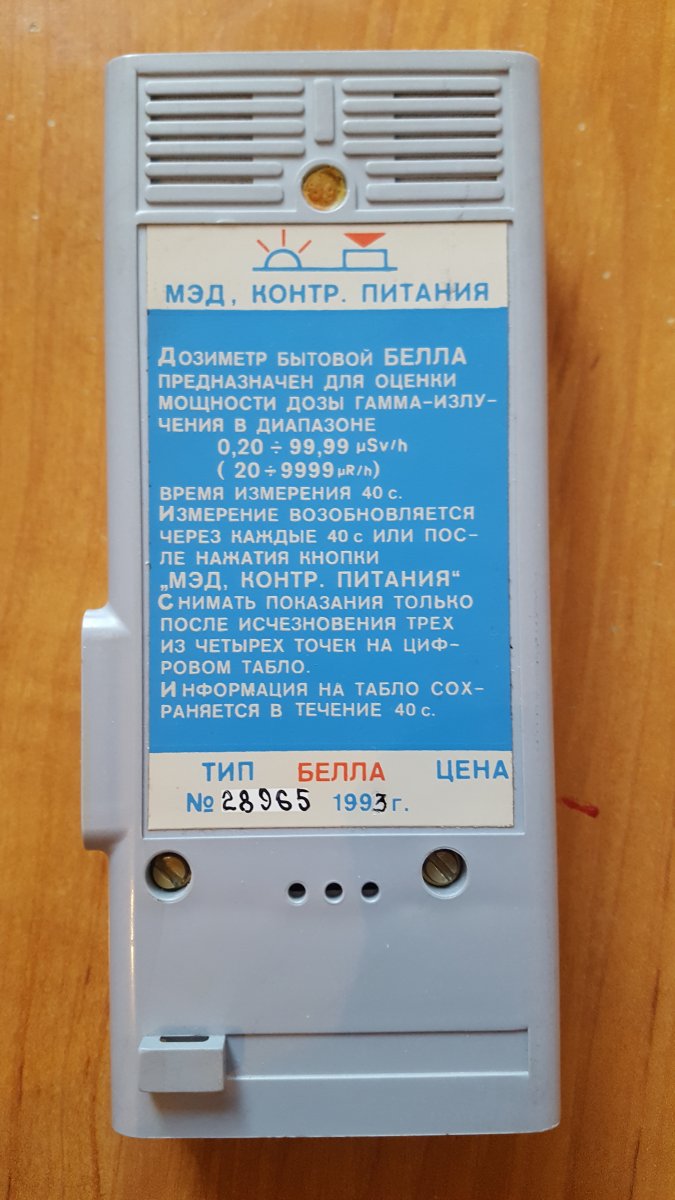 МЭД, КОНТР. ПИТАНИЯ
ДОЗИМЕТР БЫТОВОЙ БЕЛЛА
ПРЕДНАЗНАЧЕН ДЛЯ ОЦЕНКИ
МОЩНОСТИ ДОЗЫ ГАММА-ИЗЛУ-
ЧЕНИЯ В ДИАПАЗОНЕ
0,20 ÷ 99,99 μSv/h
( 20 ÷ 9999 μR/h)
ВРЕМЯ ИЗМЕРЕНИЯ 40 с.
ИЗМЕРЕНИЕ ВОЗОБНОВЛЯЕТСЯ
ЧЕРЕЗ КАЖДЫЕ 40 с ИЛИ ПОС-
ЛЕ НАЖАТИЯ КНОПКИ
„МЭД, КОНТР. ПИТАНИЯ“
СНИМАТЬ ПОКАЗАНИЯ ТОЛЬКО
ПОСЛЕ ИСЧЕЗНОВЕНИЯ ТРЕХ
ИЗ ЧЕТЫРЕХ ТОЧЕК НА ЦИФ-
РОВОМ ТАБЛО.
ИНФОРМАЦИЯ НА ТАБЛО СОХ-
РАНЯЕТСЯ В ТЕЧЕНИЕ 40 с.
ТИП БЕЛЛА ЦЕНА
№ 28965 1993 г.